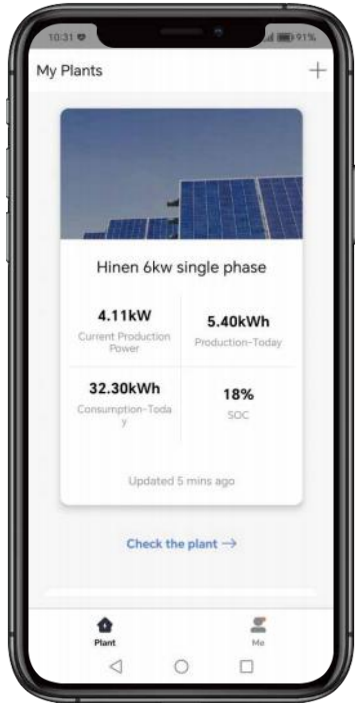 10:31
91%
My Plants
Hinen 6kw single phase
4.11kW
Current Production
Power
5.40kWh
Production-Today
32.30kWh
Consumption-Toda
y
18%
SOC
Updated 5 mins ago
Check the plant →
Plant
Me